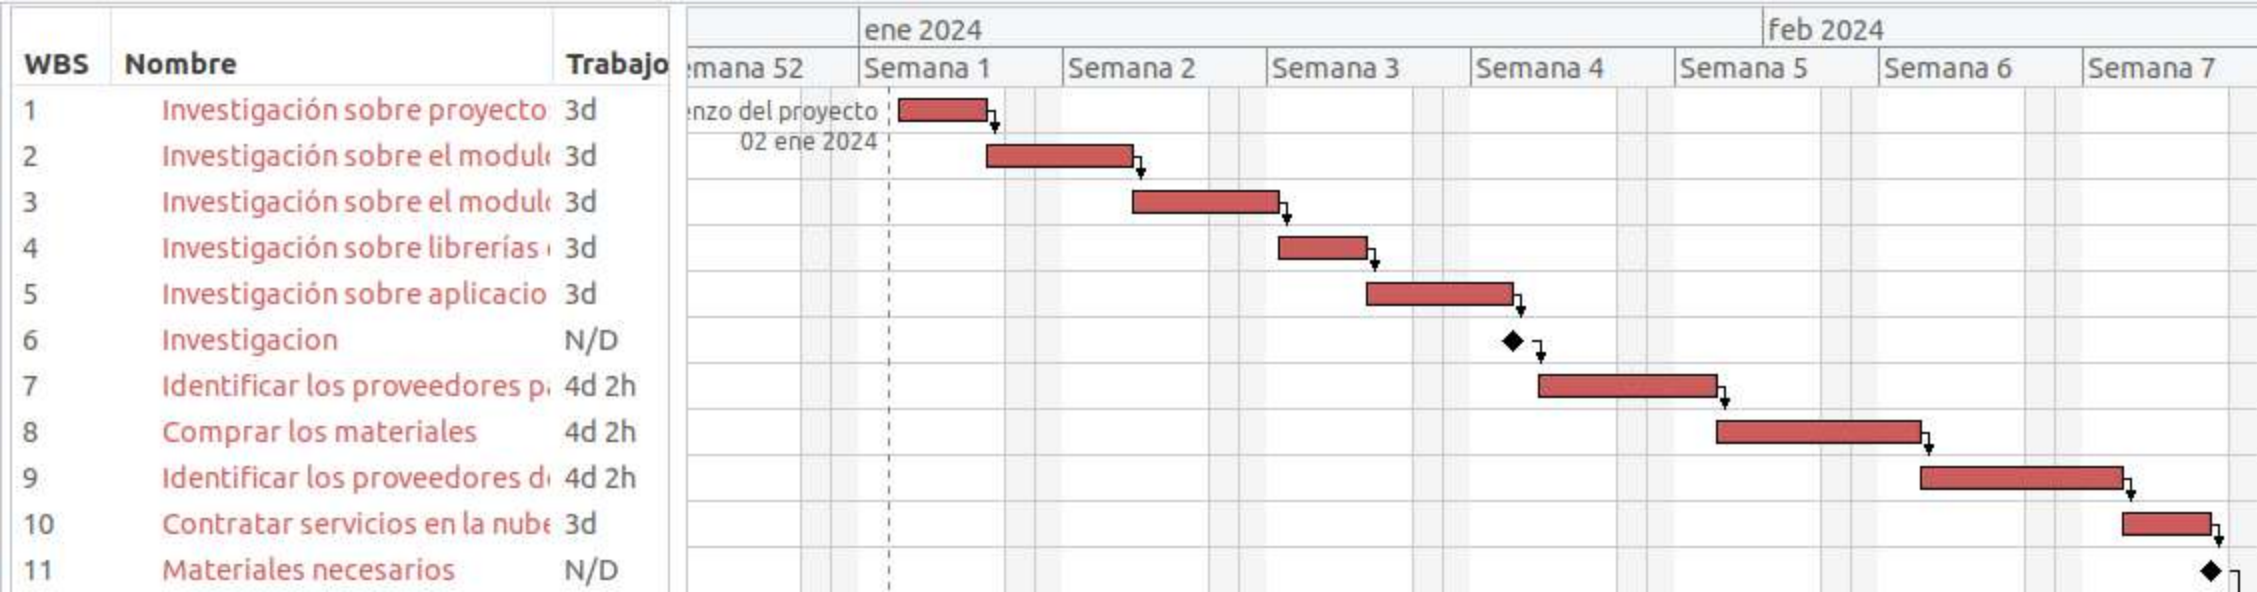 WBS Nombre Trabajo
ene 2024 feb 2024
emana 52 Semana 1 Semana 2 Semana 3 Semana 4 Semana 5 Semana 6 Semana 7
1 Investigación sobre proyecto 3d
enzo del proyecto
02 ene 2024
2 Investigación sobre el modul 3d
3 Investigación sobre el modul 3d
4 Investigación sobre librerías 3d
5 Investigación sobre aplicacio 3d
6 Investigacion N/D
7 Identificar los proveedores p 4d 2h
8 Comprar los materiales 4d 2h
9 Identificar los proveedores d 4d 2h
10 Contratar servicios en la nube 3d
11 Materiales necesarios N/D